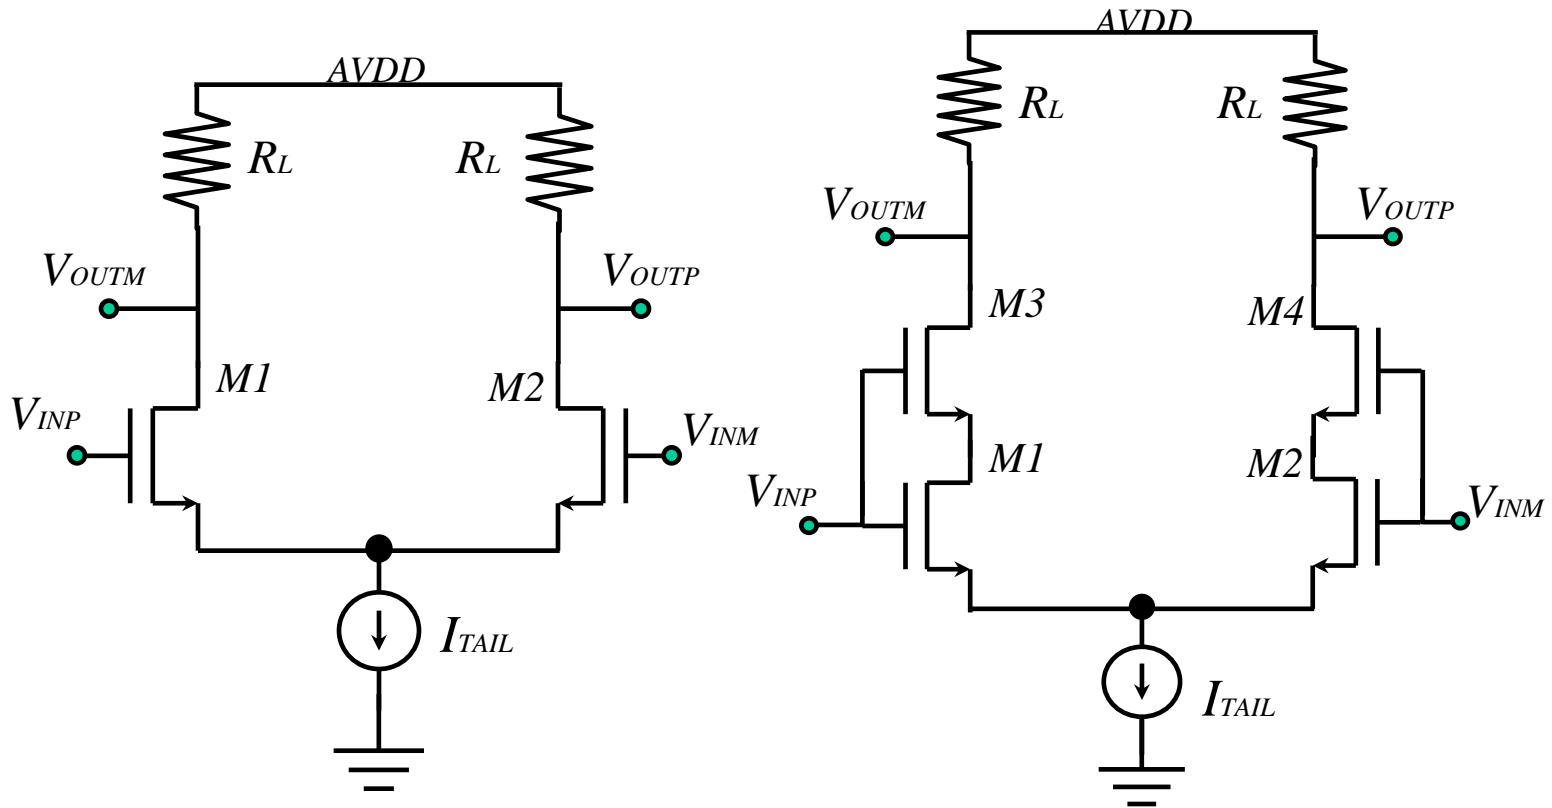 AVDD
RL
RL
VOUTM
VOUTP
M1
M2
VINP
VINM
ITAIL
AVDD
RL
RL
VOUTM
VOUTP
M3
M4
M1
M2
VINP
VINM
ITAIL